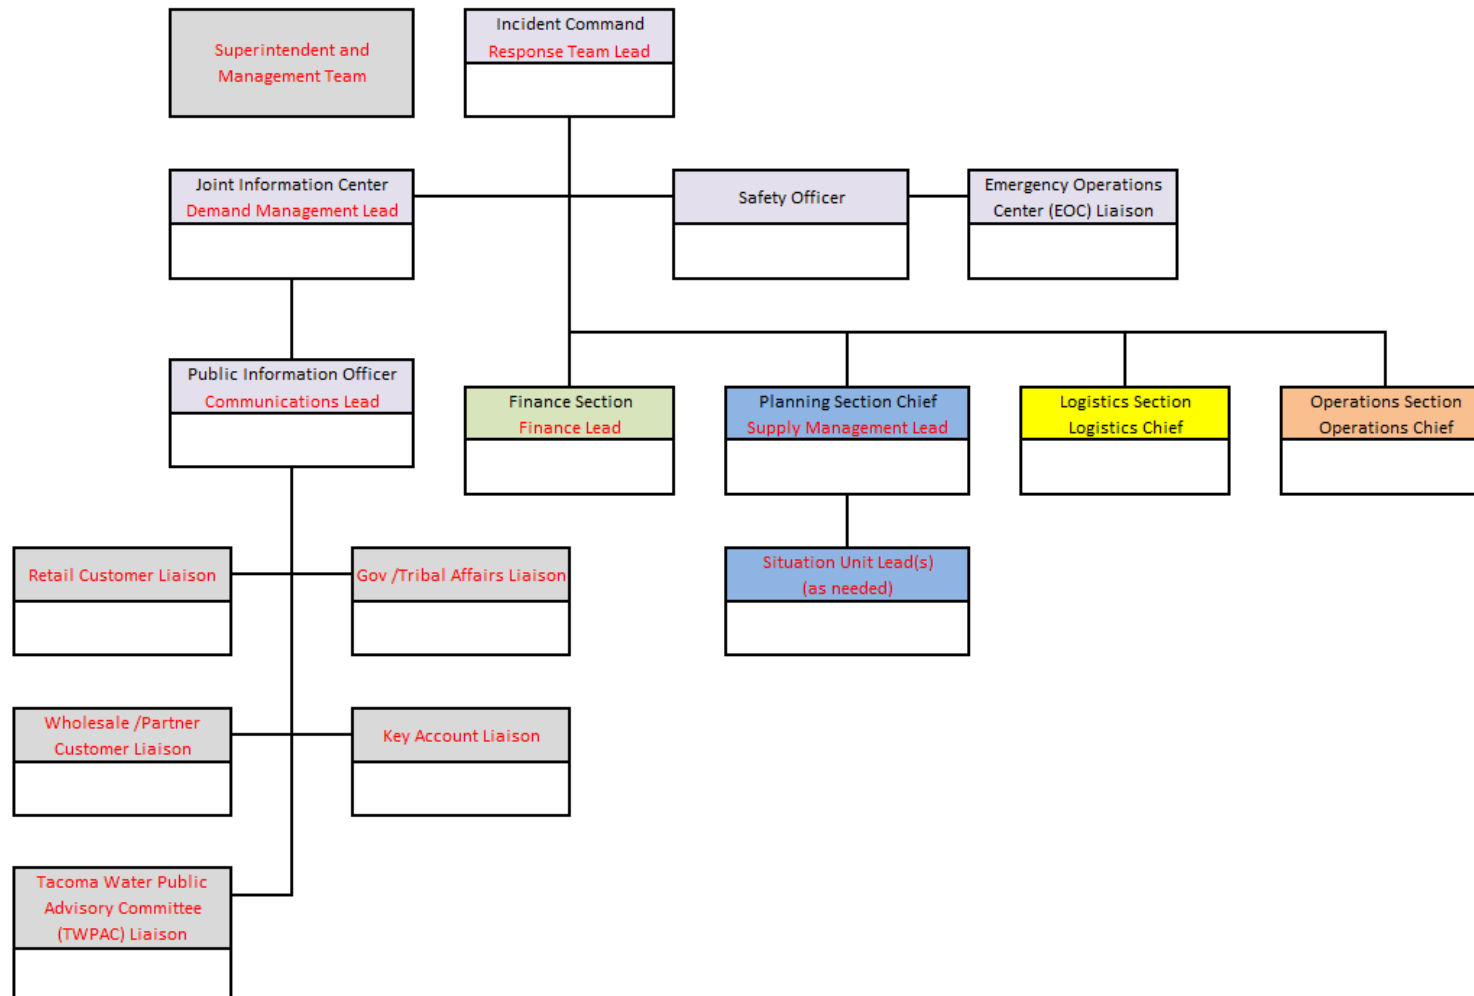 Superintendent and
Management Team
Incident Command
Response Team Lead
Joint Information Center
Demand Management Lead
Safety Officer
Emergency Operations
Center (EOC) Liaison
Public Information Officer
Communications Lead
Finance Section
Finance Lead
Planning Section Chief
Supply Management Lead
Logistics Section
Logistics Chief
Operations Section
Operations Chief
Retail Customer Liaison
Gov /Tribal Affairs Liaison
Situation Unit Lead(s)
(as needed)
Wholesale /Partner
Customer Liaison
Key Account Liaison
Tacoma Water Public
Advisory Committee
(TWPAC) Liaison